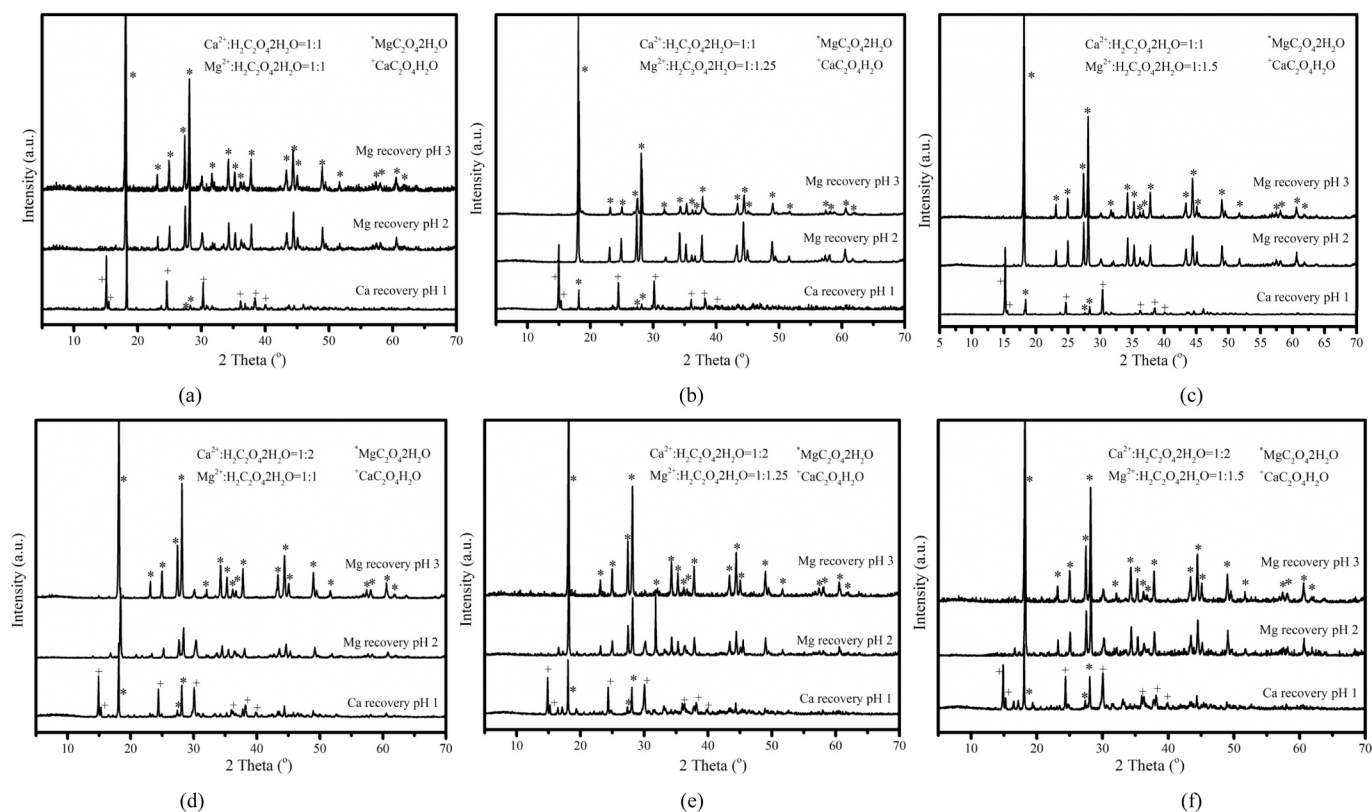 Ca²⁺:H₂C₂O₄2H₂O=1:1 *MgC₂O₄2H₂O
Mg²⁺:H₂C₂O₄2H₂O=1:1 ⁺CaC₂O₄H₂O
Mg recovery pH 3
Mg recovery pH 2
Ca recovery pH 1
Intensity (a.u.)
10 20 30 40 50 60 70
2 Theta (°)
(a)
Ca²⁺:H₂C₂O₄2H₂O=1:1 *MgC₂O₄2H₂O
Mg²⁺:H₂C₂O₄2H₂O=1:1.25 ⁺CaC₂O₄H₂O
Mg recovery pH 3
Mg recovery pH 2
Ca recovery pH 1
Intensity (a.u.)
10 20 30 40 50 60 70
2 Theta (°)
(b)
Ca²⁺:H₂C₂O₄2H₂O=1:1 *MgC₂O₄2H₂O
Mg²⁺:H₂C₂O₄2H₂O=1:1.5 ⁺CaC₂O₄H₂O
Mg recovery pH 3
Mg recovery pH 2
Ca recovery pH 1
Intensity (a.u.)
5 10 15 20 25 30 35 40 45 50 55 60 65 70
2 Theta (°)
(c)
Ca²⁺:H₂C₂O₄2H₂O=1:2 *MgC₂O₄2H₂O
Mg²⁺:H₂C₂O₄2H₂O=1:1 ⁺CaC₂O₄H₂O
Mg recovery pH 3
Mg recovery pH 2
Ca recovery pH 1
Intensity (a.u.)
10 20 30 40 50 60 70
2 Theta (°)
(d)
Ca²⁺:H₂C₂O₄2H₂O=1:2 *MgC₂O₄2H₂O
Mg²⁺:H₂C₂O₄2H₂O=1:1.25 ⁺CaC₂O₄H₂O
Mg recovery pH 3
Mg recovery pH 2
Ca recovery pH 1
Intensity (a.u.)
10 20 30 40 50 60 70
2 Theta (°)
(e)
Ca²⁺:H₂C₂O₄2H₂O=1:2 *MgC₂O₄2H₂O
Mg²⁺:H₂C₂O₄2H₂O=1:1.5 ⁺CaC₂O₄H₂O
Mg recovery pH 3
Mg recovery pH 2
Ca recovery pH 1
Intensity (a.u.)
10 20 30 40 50 60 70
2 Theta (°)
(f)